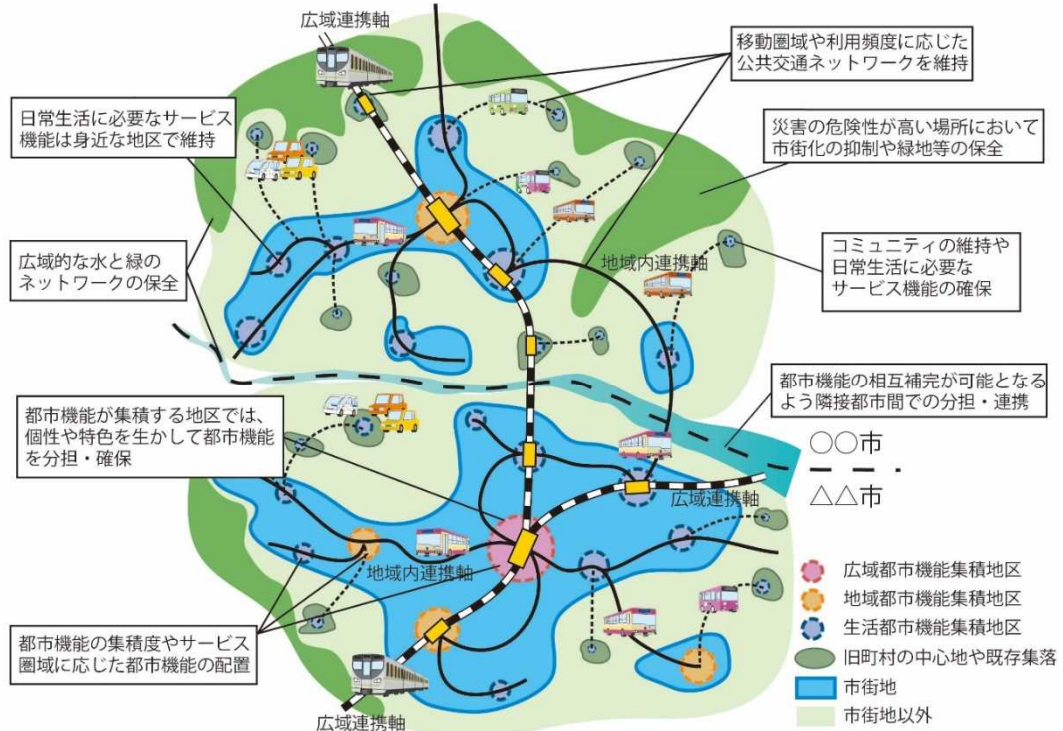 広域連携軸
移動圏域や利用頻度に応じた
公共交通ネットワークを維持
日常生活に必要なサービス
機能は身近な地区で維持
災害の危険性が高い場所において
市街化の抑制や緑地等の保全
広域的な水と緑の
ネットワークの保全
地域内連携軸
コミュニティの維持や
日常生活に必要な
サービス機能の確保
都市機能が集積する地区では、
個性や特色を生かして都市機能
を分担・確保
都市機能の相互補完が可能となる
よう隣接都市間での分担・連携
○○市
△△市
広域連携軸
地域内連携軸
都市機能の集積度やサービス
圏域に応じた都市機能の配置
広域連携軸
広域都市機能集積地区
地域都市機能集積地区
生活都市機能集積地区
旧町村の中心地や既存集落
市街地
市街地以外